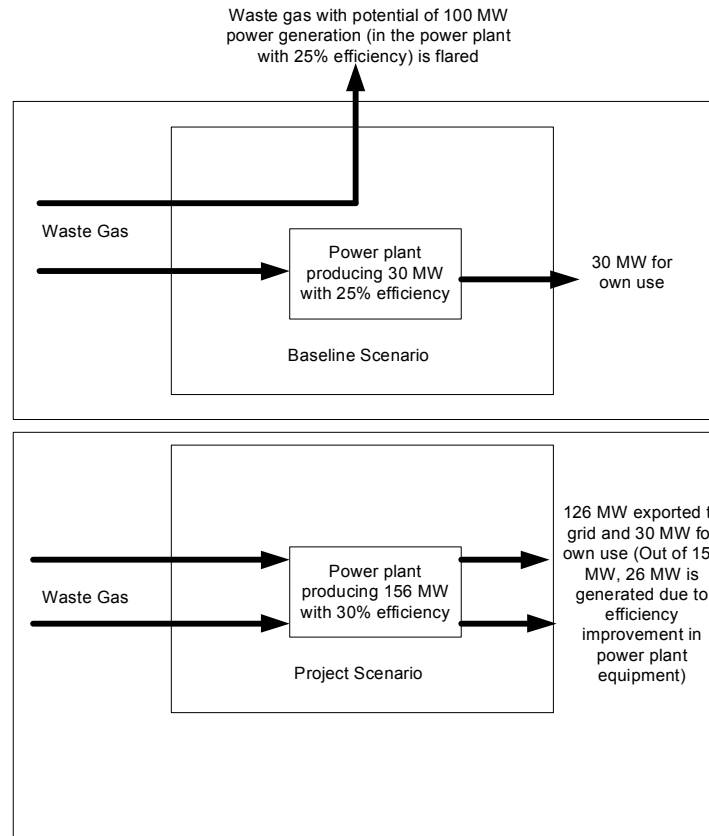 Waste gas with potential of 100 MW
power generation (in the power plant
with 25% efficiency) is flared
Waste Gas
Power plant
producing 30 MW
with 25% efficiency
30 MW for
own use
Baseline Scenario
Waste Gas
Power plant
producing 156 MW
with 30% efficiency
126 MW exported t
grid and 30 MW fo
own use (Out of 15
MW, 26 MW is
generated due to
efficiency
improvement in
power plant
equipment)
Project Scenario